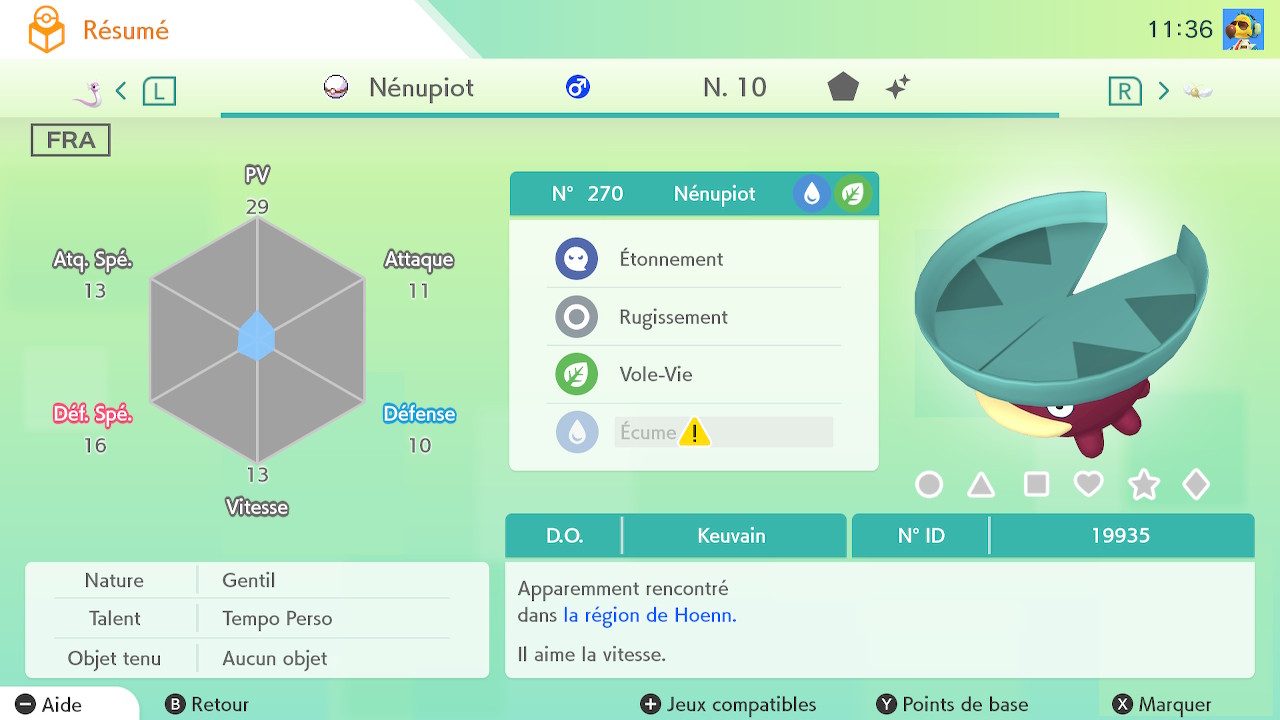 Résumé
11:36
L
Nénupiot
N. 10
R
FRA
PV
29
Atq. Spé.
13
Attaque
11
Déf. Spé.
16
Défense
10
13
Vitesse
N° 270 Nénupiot
Étonnement
Rugissement
Vole-Vie
Écume
D.O. Keuvain N° ID 19935
Apparemment rencontré
dans la région de Hoenn.
Il aime la vitesse.
Nature Gentil
Talent Tempo Perso
Objet tenu Aucun objet
Aide
B Retour
Jeux compatibles
Y Points de base
X Marquer